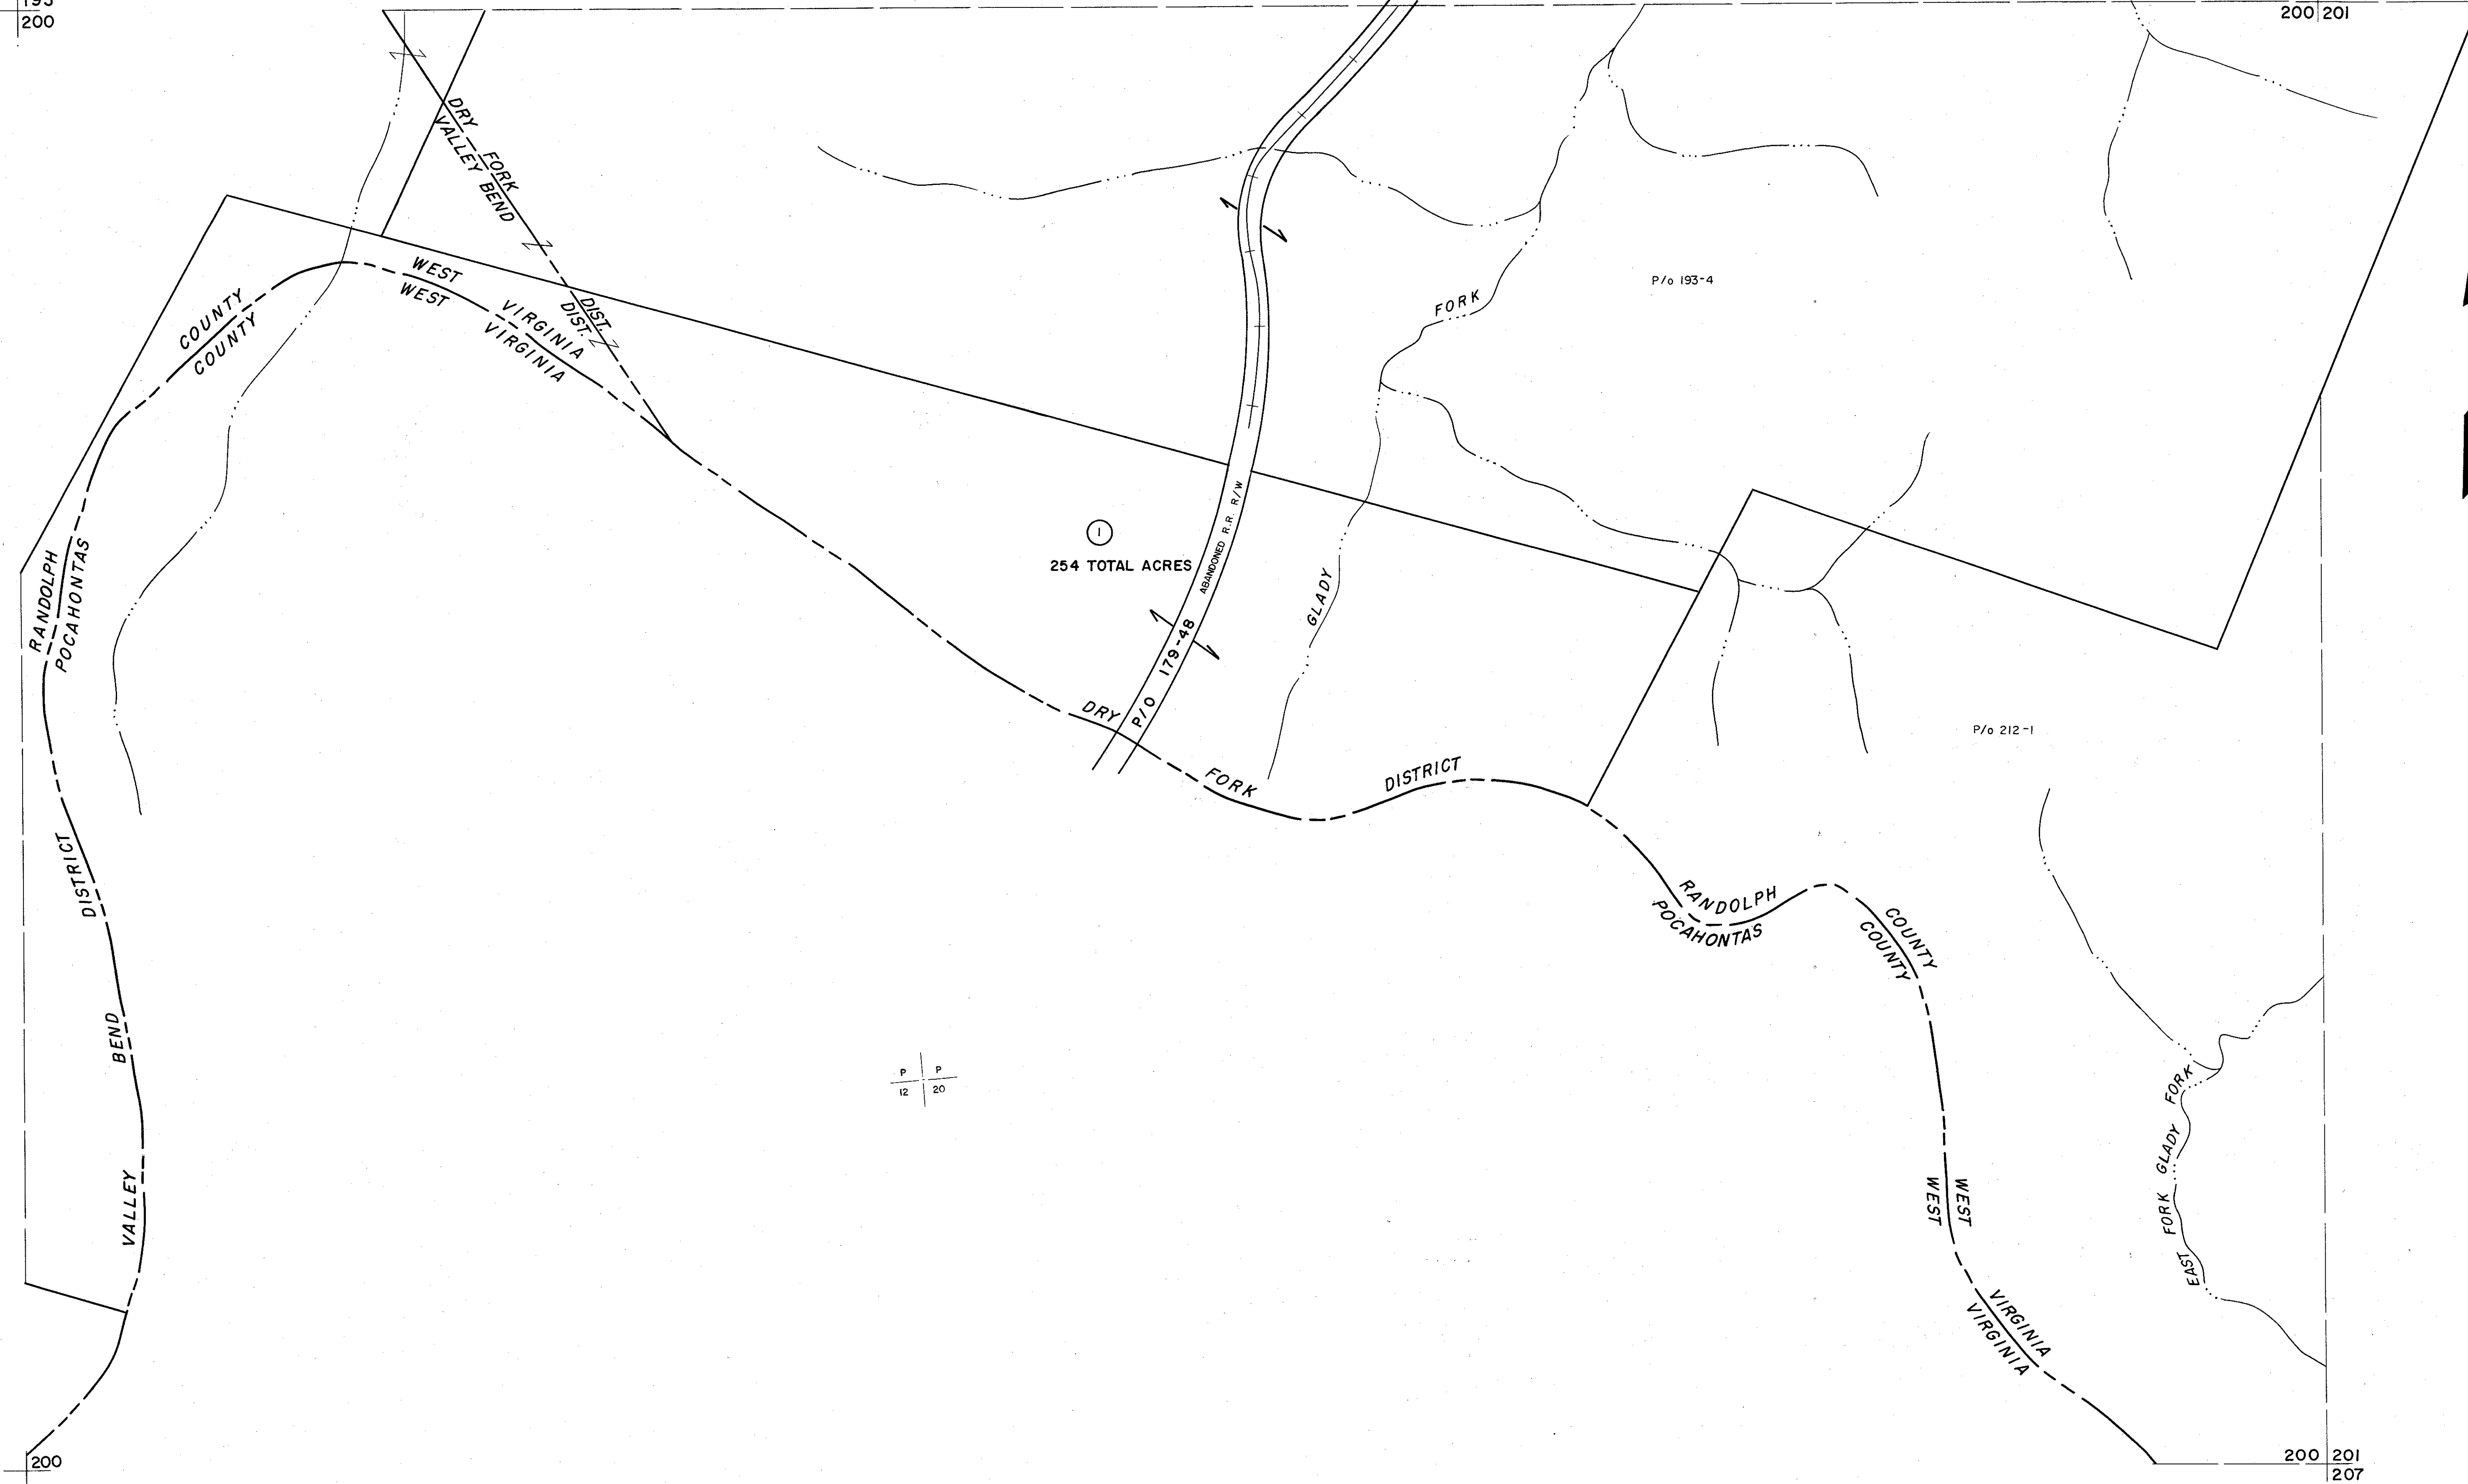 193
200
200 201
DRY FORK DIST.
VALLEY BEND DIST.
COUNTY
COUNTY
WEST VIRGINIA
WEST VIRGINIA
FORK
P/o 193-4
1
254 TOTAL ACRES
ABANDONED R.R. R/W
P/O 179-48
GLADY
RANDOLPH
POCAHONTAS
DRY FORK DISTRICT
P/o 212-1
RANDOLPH COUNTY
POCAHONTAS COUNTY
DISTRICT
BEND
VALLEY
P P
12 20
WEST VIRGINIA
WEST VIRGINIA
EAST FORK GLADY FORK
200
200 201
207